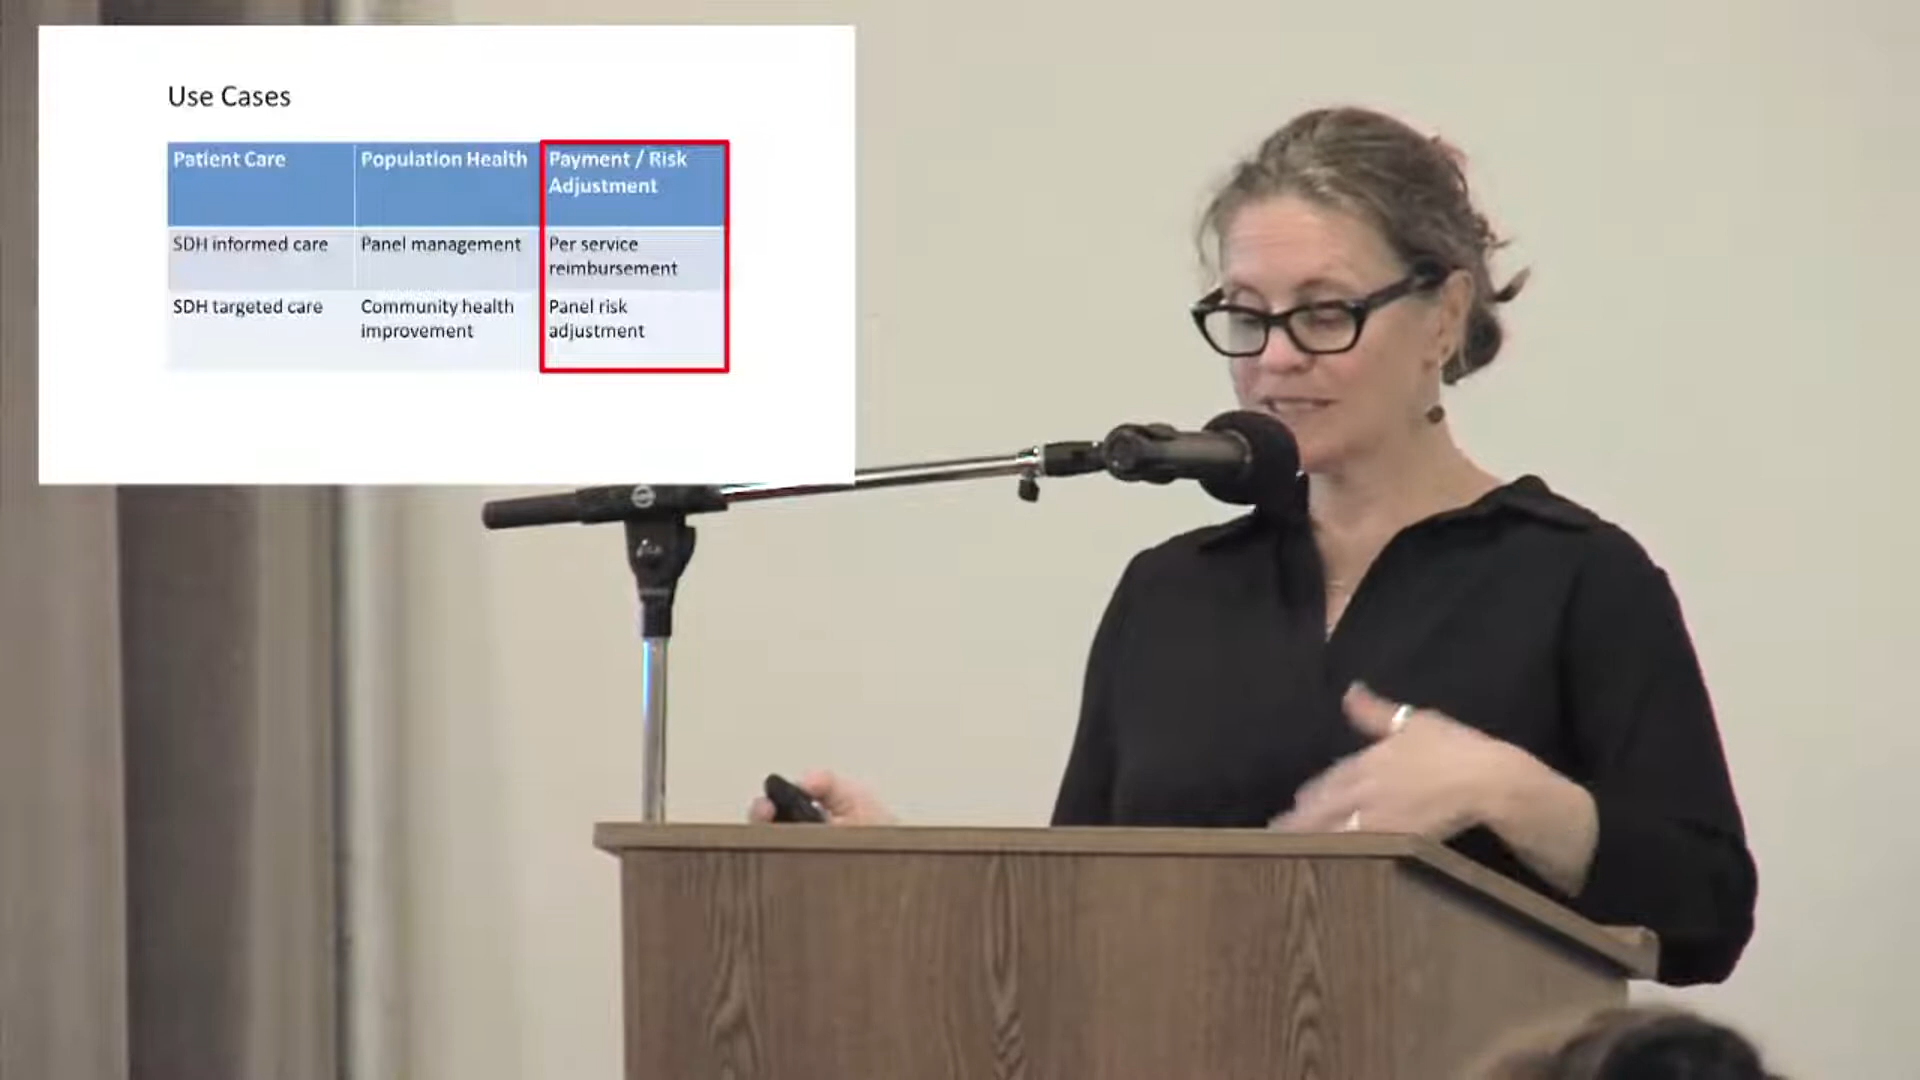 Use Cases
Patient Care
Population Health
Payment / Risk
Adjustment
SDH informed care
Panel management
Per service
reimbursement
SDH targeted care
Community health
improvement
Panel risk
adjustment